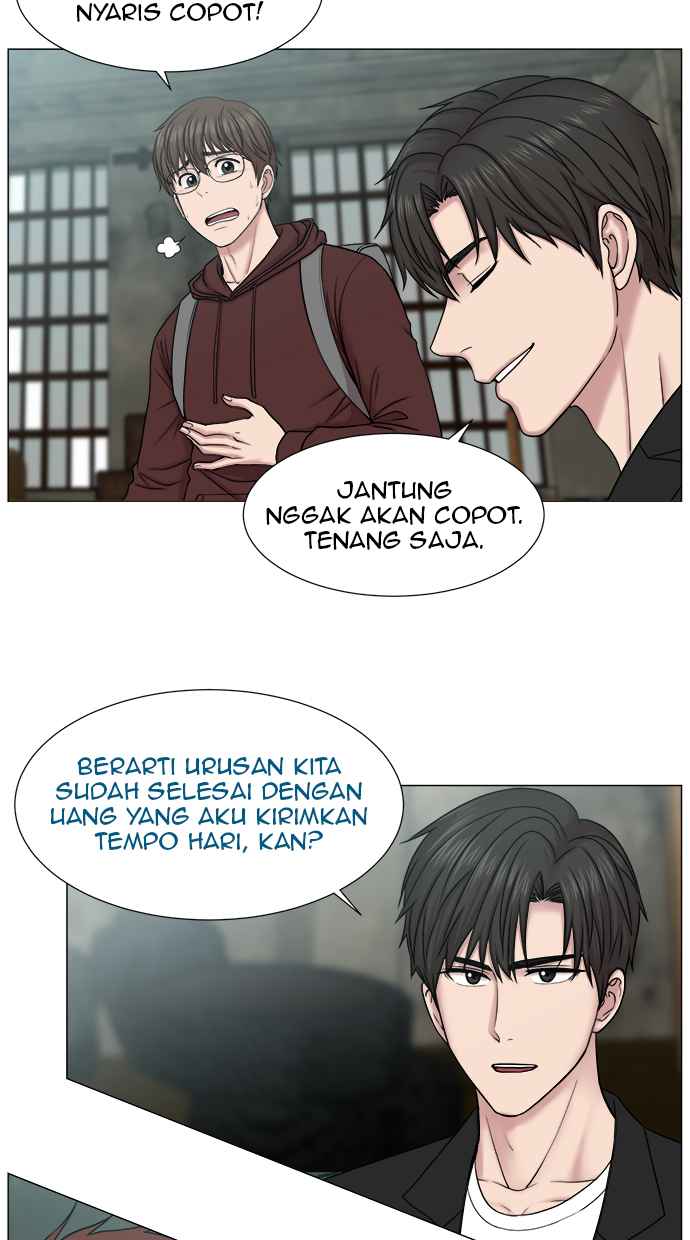 NYARIS COPOT!
JANTUNG
NGGAK AKAN COPOT.
TENANG SAJA.
BERARTI URUSAN KITA
SUDAH SELESAI DENGAN
UANG YANG AKU KIRIMKAN
TEMPO HARI, KAN?